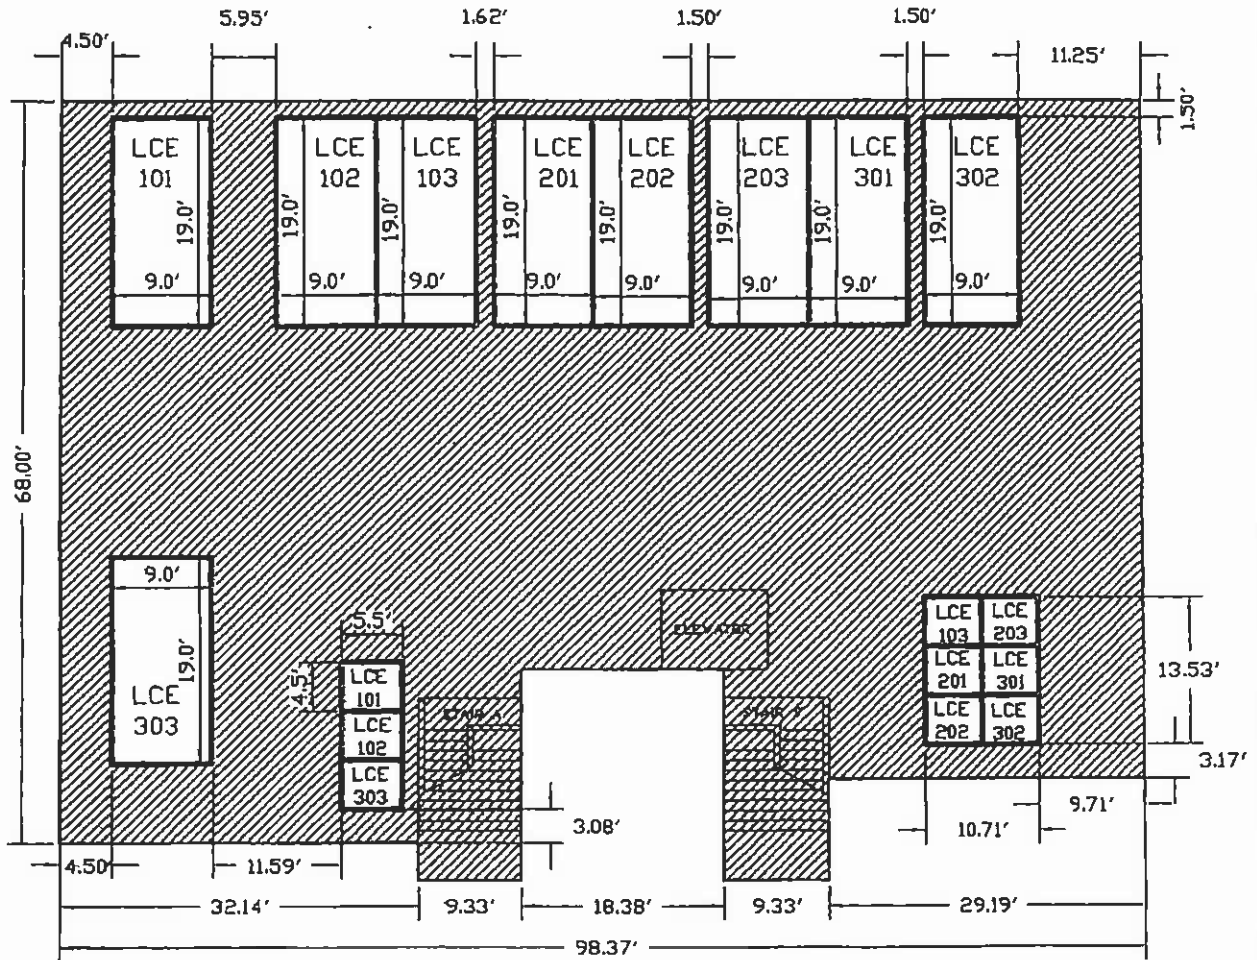 5.95' 1.62' 1.50' 1.50'
4.50' 11.25'
1.50'
LCE LCE LCE LCE LCE LCE LCE LCE
101 102 103 201 202 203 301 302
19.0' 19.0' 19.0' 19.0' 19.0' 19.0' 19.0' 19.0'
9.0' 9.0' 9.0' 9.0' 9.0' 9.0' 9.0' 9.0'
68.00'
9.0'
19.0'
LCE
303
5.5'
4.5'
LCE
101
LCE
102
LCE
303
ELEVATOR
STAIR
STAIR
LCE LCE
103 203
LCE LCE
201 301
LCE LCE
202 302
13.53'
3.17'
9.71'
10.71'
3.08'
4.50' 11.59'
32.14' 9.33' 18.38' 9.33' 29.19'
98.37'